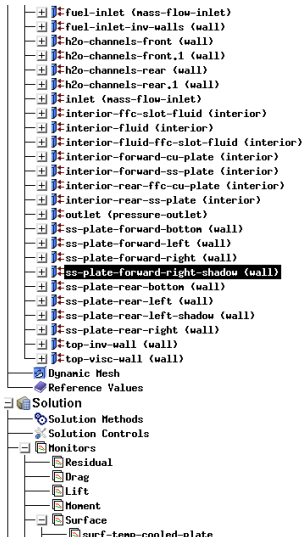 fuel-inlet (mass-flow-inlet)
fuel-inlet-inv-walls (wall)
h2o-channels-front (wall)
h2o-channels-front.1 (wall)
h2o-channels-rear (wall)
h2o-channels-rear.1 (wall)
inlet (mass-flow-inlet)
interior-ffc-slot-fluid (interior)
interior-fluid (interior)
interior-fluid-ffc-slot-fluid (interior)
interior-forward-cu-plate (interior)
interior-forward-ss-plate (interior)
interior-rear-ffc-cu-plate (interior)
interior-rear-ss-plate (interior)
outlet (pressure-outlet)
ss-plate-forward-bottom (wall)
ss-plate-forward-left (wall)
ss-plate-forward-right (wall)
ss-plate-forward-right-shadow (wall)
ss-plate-rear-bottom (wall)
ss-plate-rear-left (wall)
ss-plate-rear-left-shadow (wall)
ss-plate-rear-right (wall)
top-inv-wall (wall)
top-visc-wall (wall)
Dynamic Mesh
Reference Values
Solution
Solution Methods
Solution Controls
Monitors
Residual
Drag
Lift
Moment
Surface
surf-temp-cooled-plate